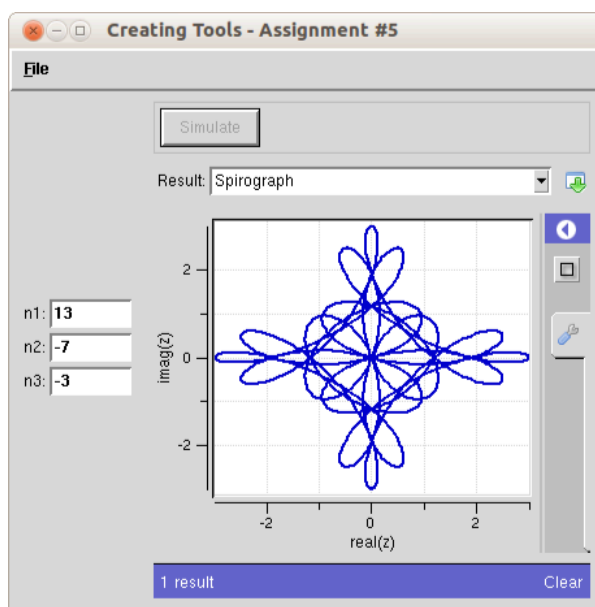 Creating Tools - Assignment #5
File
Simulate
Result: Spirograph
n1: 13
n2: -7
n3: -3
imag(z)
2
0
-2
-2 0 2
real(z)
1 result Clear